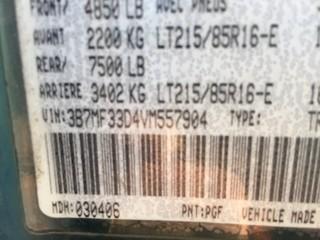 FRONT/ 4850 LB AVEC PNEUS
AVANT 2200 KG LT215/85R16-E
REAR/ 7500 LB
ARRIERE 3402 KG LT215/85R16-E
VIN: 3B7MF33D4VM557904 TYPE:
MDH: 030406 PNT: PGF VEHICLE MADE